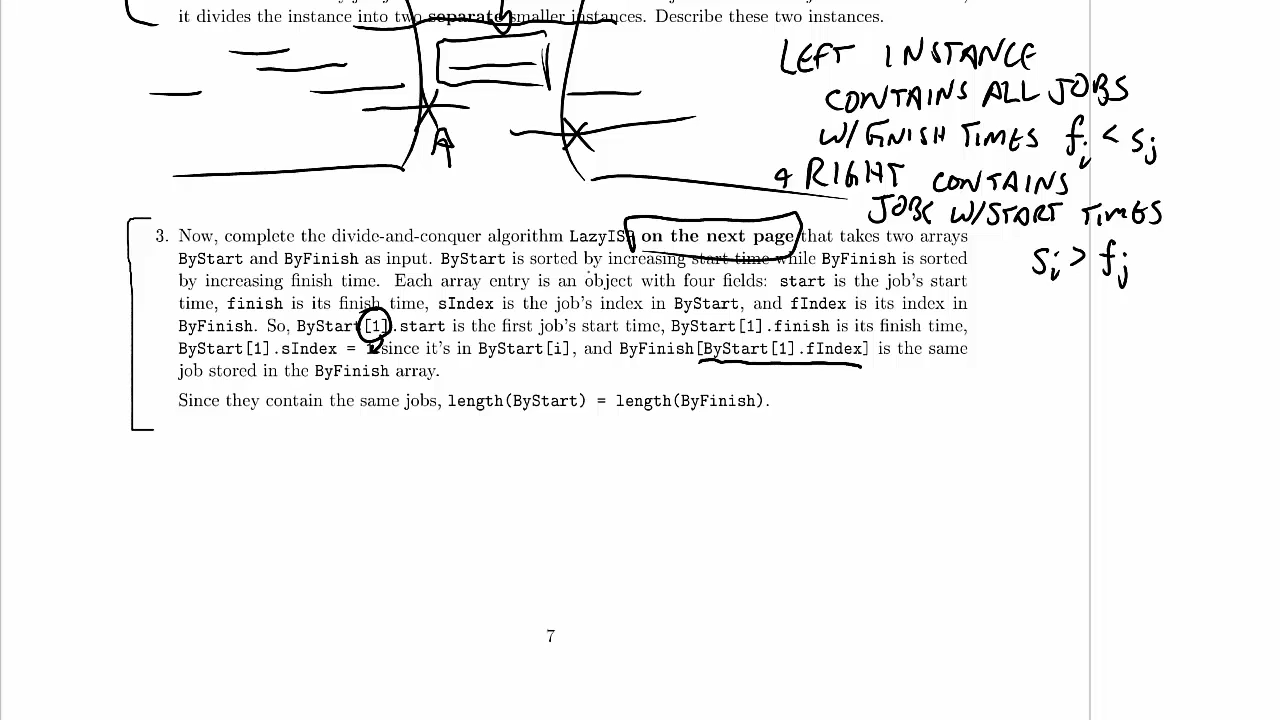 it divides the instance into two separate smaller instances. Describe these two instances.
LEFT INSTANCE
CONTAINS ALL JOBS
W/ FINISH TIMES fi < sj
& RIGHT CONTAINS
JOBS W/START TIMES
si > fj
A
3. Now, complete the divide-and-conquer algorithm LazyISP on the next page that takes two arrays
ByStart and ByFinish as input. ByStart is sorted by increasing start time while ByFinish is sorted
by increasing finish time. Each array entry is an object with four fields: start is the job's start
time, finish is its finish time, sIndex is the job's index in ByStart, and fIndex is its index in
ByFinish. So, ByStart[1].start is the first job's start time, ByStart[1].finish is its finish time,
ByStart[1].sIndex = since it's in ByStart[i], and ByFinish[ByStart[1].fIndex] is the same
job stored in the ByFinish array.
Since they contain the same jobs, length(ByStart) = length(ByFinish).
7